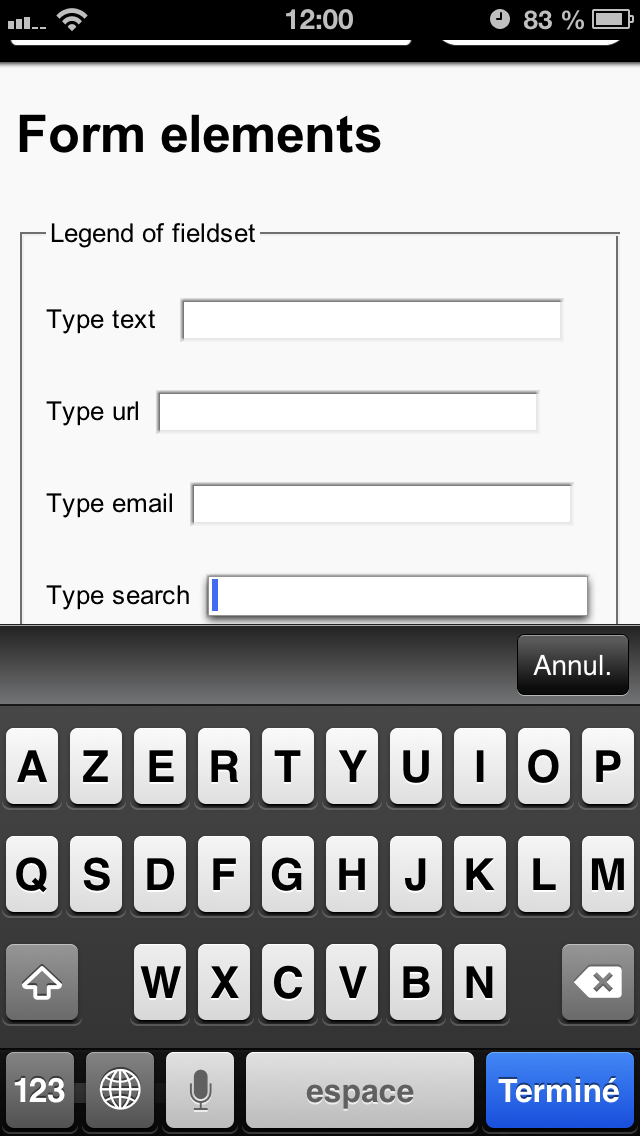 12:00 83 %
Form elements
Legend of fieldset
Type text
Type url
Type email
Type search
Annul.
A Z E R T Y U I O P
Q S D F G H J K L M
W X C V B N
123 espace Terminé